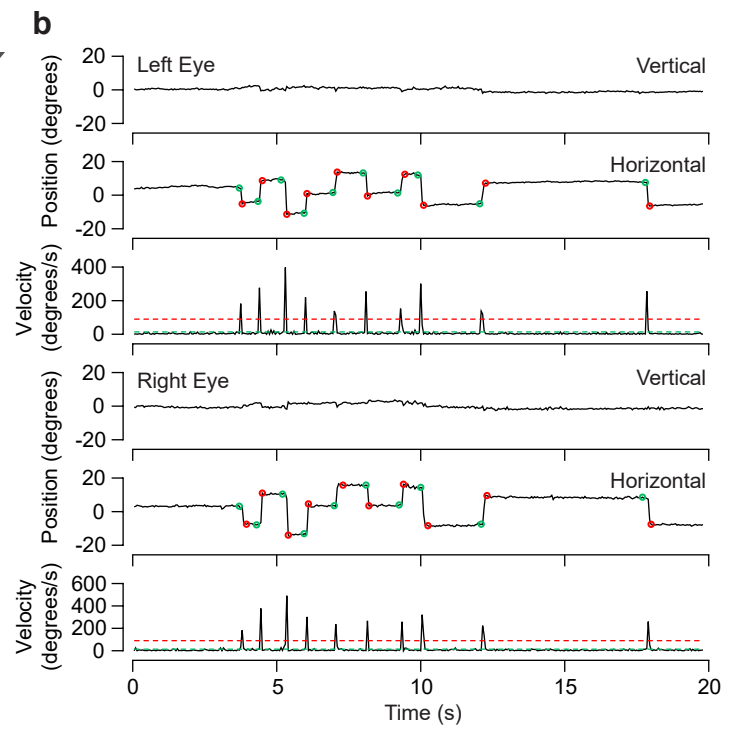 b
Left Eye
Vertical
Position (degrees)
20
0
-20
Horizontal
20
0
-20
Velocity
(degrees/s)
400
200
0
Right Eye
Vertical
Position (degrees)
20
0
-20
Horizontal
20
0
-20
Velocity
(degrees/s)
600
400
200
0
0 5 10 15 20
Time (s)